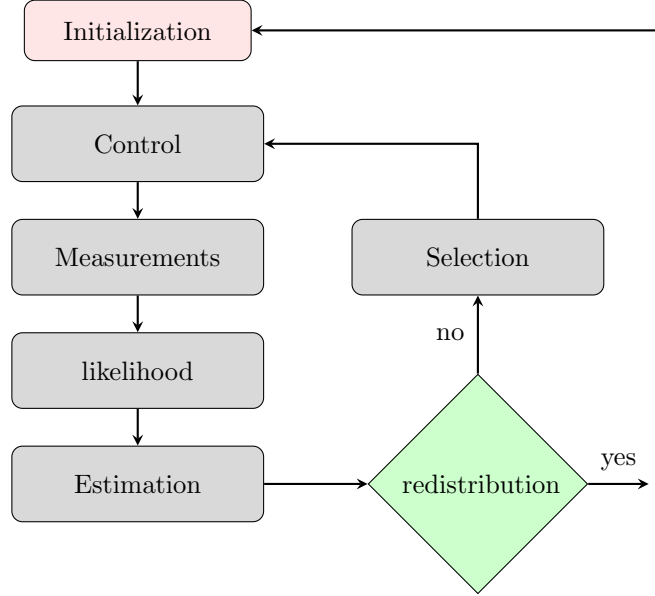 Initialization
Control
Measurements
Selection
no
likelihood
yes
Estimation
redistribution